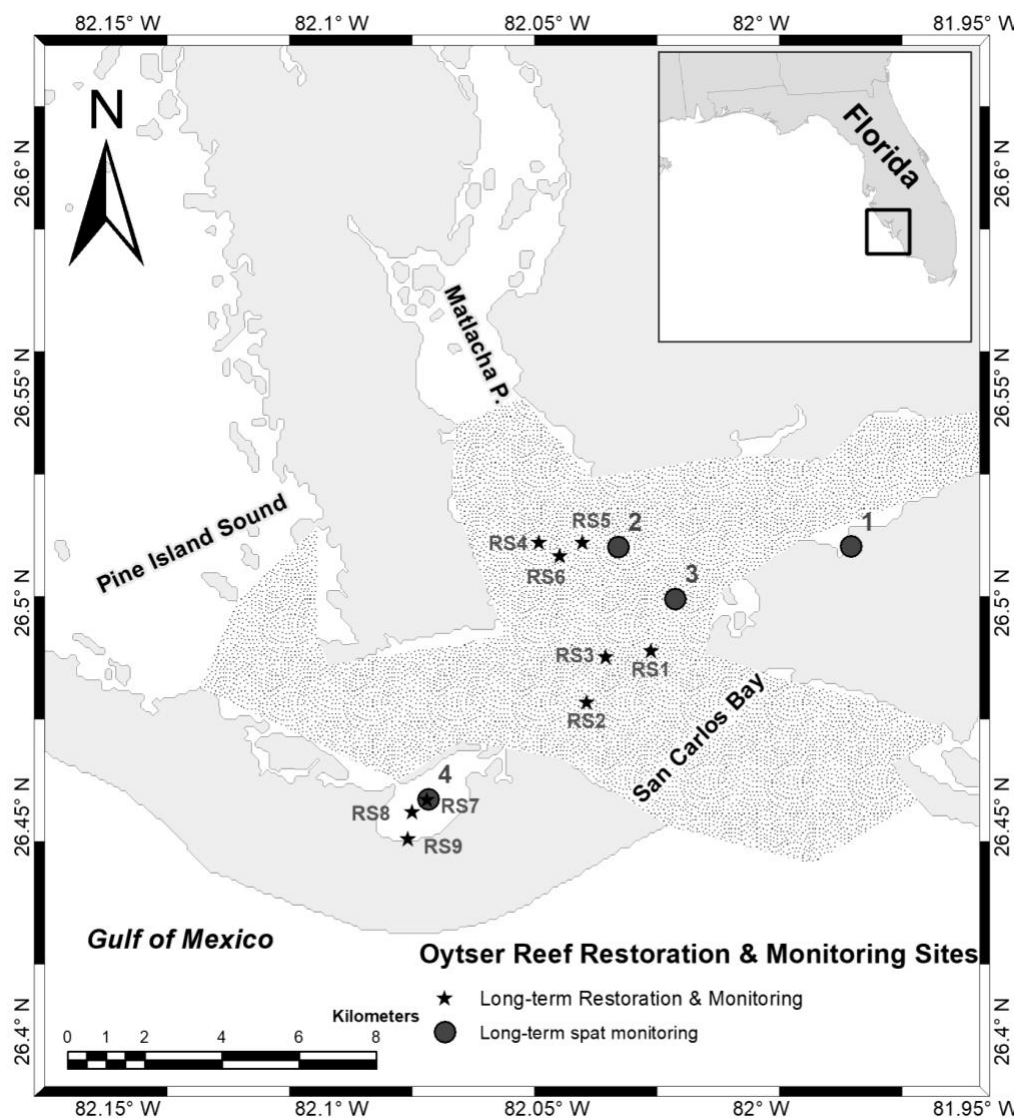 82.15° W 82.1° W 82.05° W 82° W 81.95° W
N
Florida
26.6° N
26.6° N
Matlacha P.
26.55° N
26.55° N
Pine Island Sound
RS5 2 1
RS4
RS6
3
26.5° N
26.5° N
RS3 RS1
RS2
San Carlos Bay
4
RS8 RS7
RS9
26.45° N
26.45° N
Gulf of Mexico
Oytser Reef Restoration & Monitoring Sites
Long-term Restoration & Monitoring
Kilometers
Long-term spat monitoring
0 1 2 4 6 8
26.4° N
26.4° N
82.15° W 82.1° W 82.05° W 82° W 81.95° W